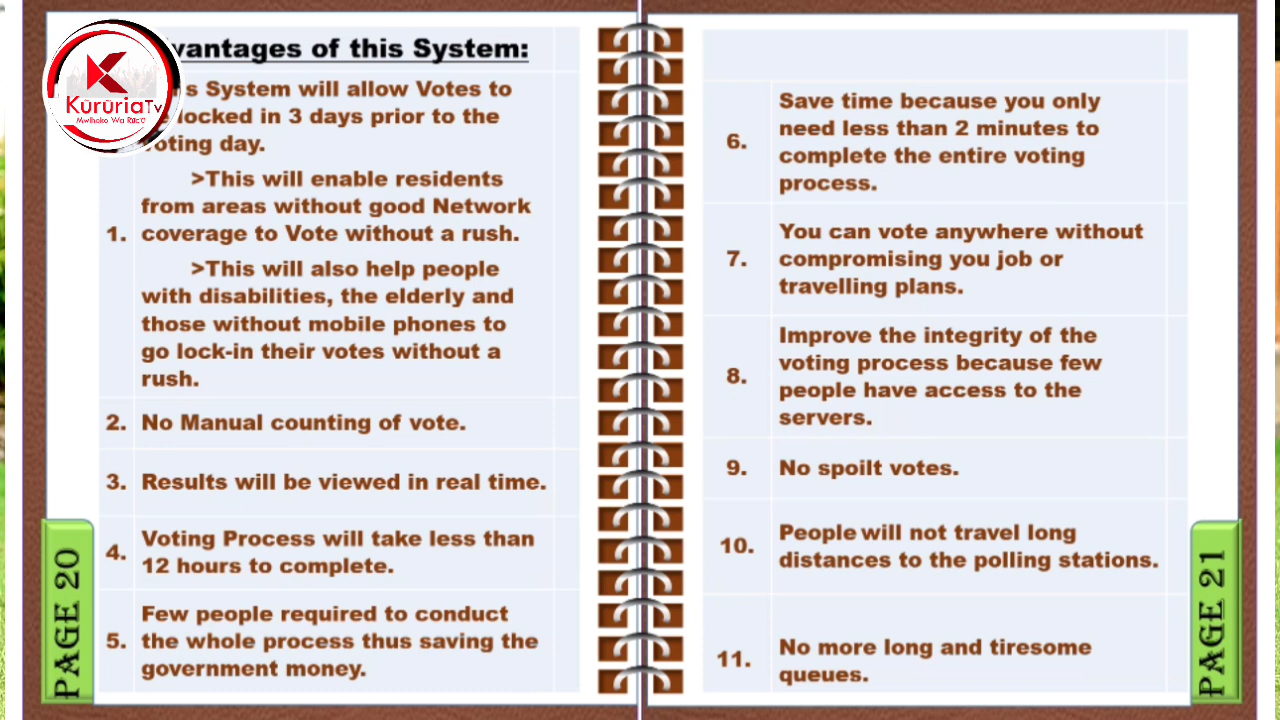 vantages of this System:
s System will allow Votes to
locked in 3 days prior to the
oting day.
>This will enable residents
from areas without good Network
1. coverage to Vote without a rush.
>This will also help people
with disabilities, the elderly and
those without mobile phones to
go lock-in their votes without a
rush.
2. No Manual counting of vote.
3. Results will be viewed in real time.
Voting Process will take less than
4. 12 hours to complete.
Few people required to conduct
5. the whole process thus saving the
government money.
PAGE 20
Save time because you only
6. need less than 2 minutes to
complete the entire voting
process.
You can vote anywhere without
7. compromising you job or
travelling plans.
Improve the integrity of the
8. voting process because few
people have access to the
servers.
9. No spoilt votes.
10. People will not travel long
distances to the polling stations.
11. No more long and tiresome
queues.
PAGE 21
K
KũrũrĩaTv